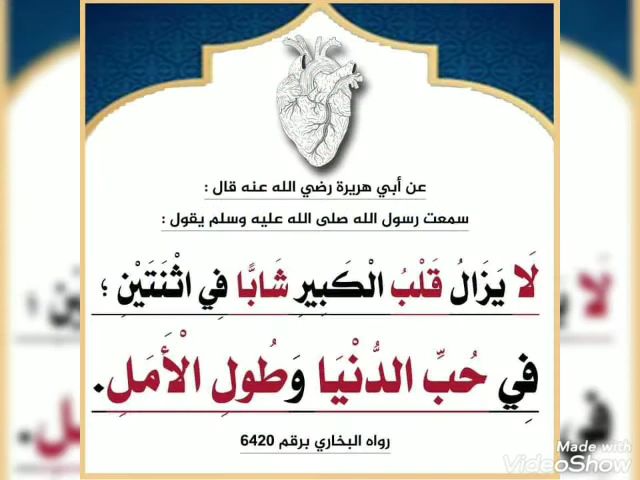 عن أبي هريرة رضي الله عنه قال :
سمعت رسول الله صلى الله عليه وسلم يقول :
لَا يَزَالُ قَلْبُ الْكَبِيرِ شَابًّا فِي اثْنَتَيْنِ ؛
فِي حُبِّ الدُّنْيَا وَطُولِ الْأَمَلِ.
رواه البخاري برقم 6420
Made with
VideoShow